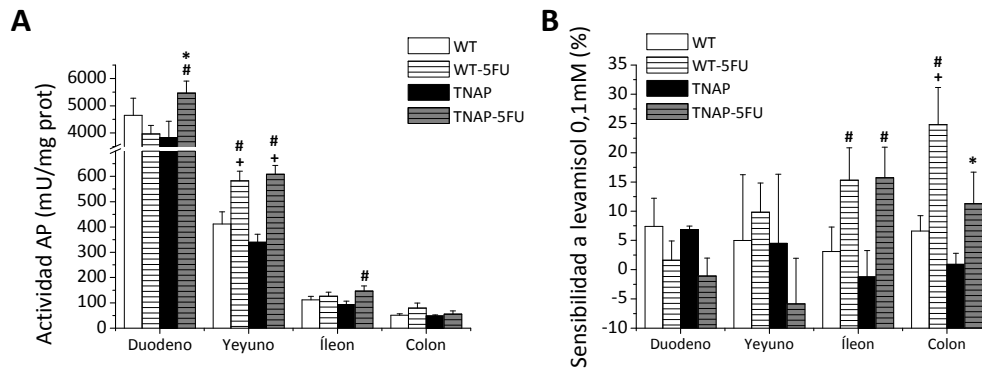 A
Actividad AP (mU/mg prot)
6000
5000
4000
600
500
400
300
200
100
0
*
#
#
+
#
+
#
Duodeno Yeyuno Íleon Colon
WT
WT-5FU
TNAP
TNAP-5FU
B
Sensibilidad a levamisol 0,1mM (%)
35
30
25
20
15
10
5
0
-5
-10
WT
WT-5FU
TNAP
TNAP-5FU
#
#
#
+
*
Duodeno Yeyuno Íleon Colon